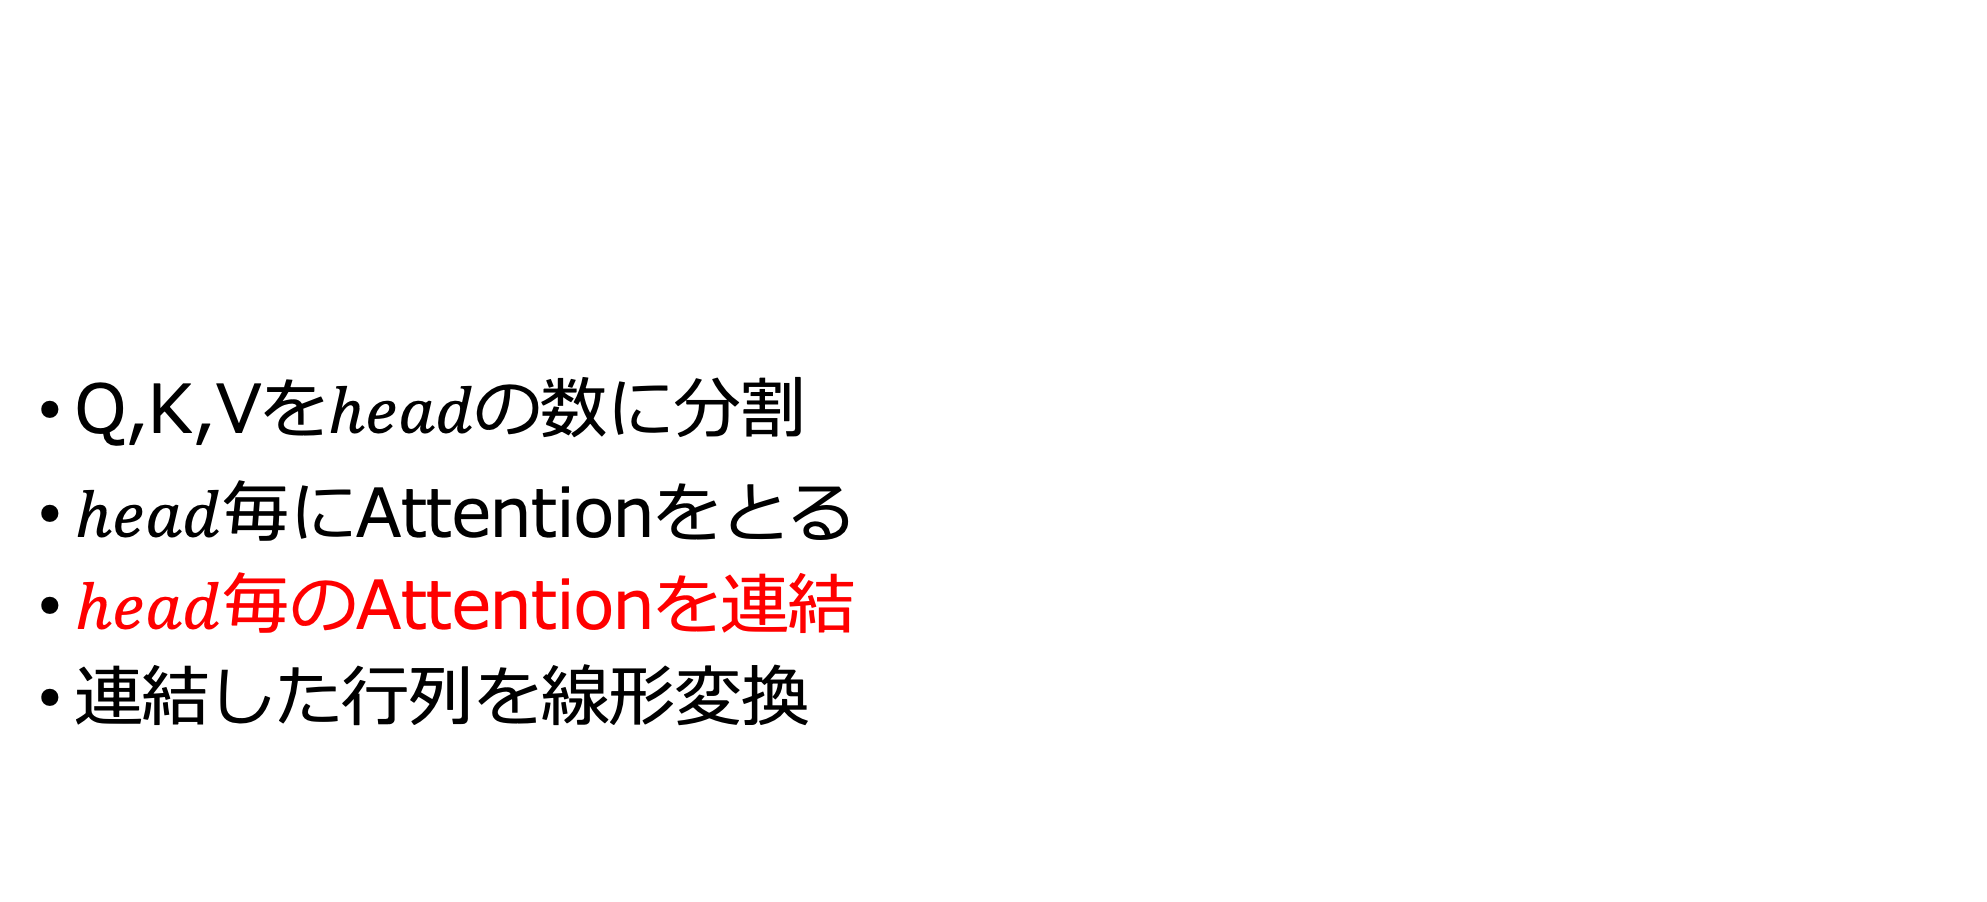 • Q,K,Vをheadの数に分割
• head毎にAttentionをとる
• head毎のAttentionを連結
• 連結した行列を線形変換